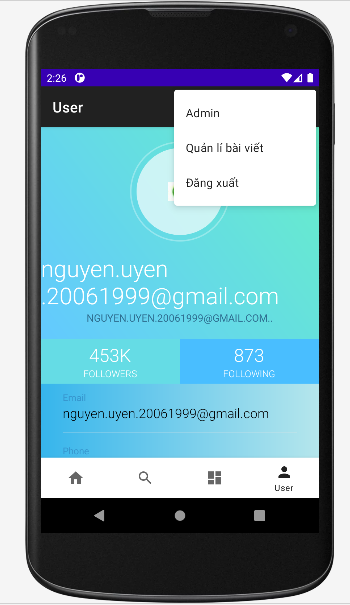 2:26
User
Admin
Quản lí bài viết
Đăng xuất
nguyen.uyen
.20061999@gmail.com
NGUYEN.UYEN.20061999@GMAIL.COM..
453K
873
FOLLOWERS
FOLLOWING
Email
nguyen.uyen.20061999@gmail.com
Phone
User